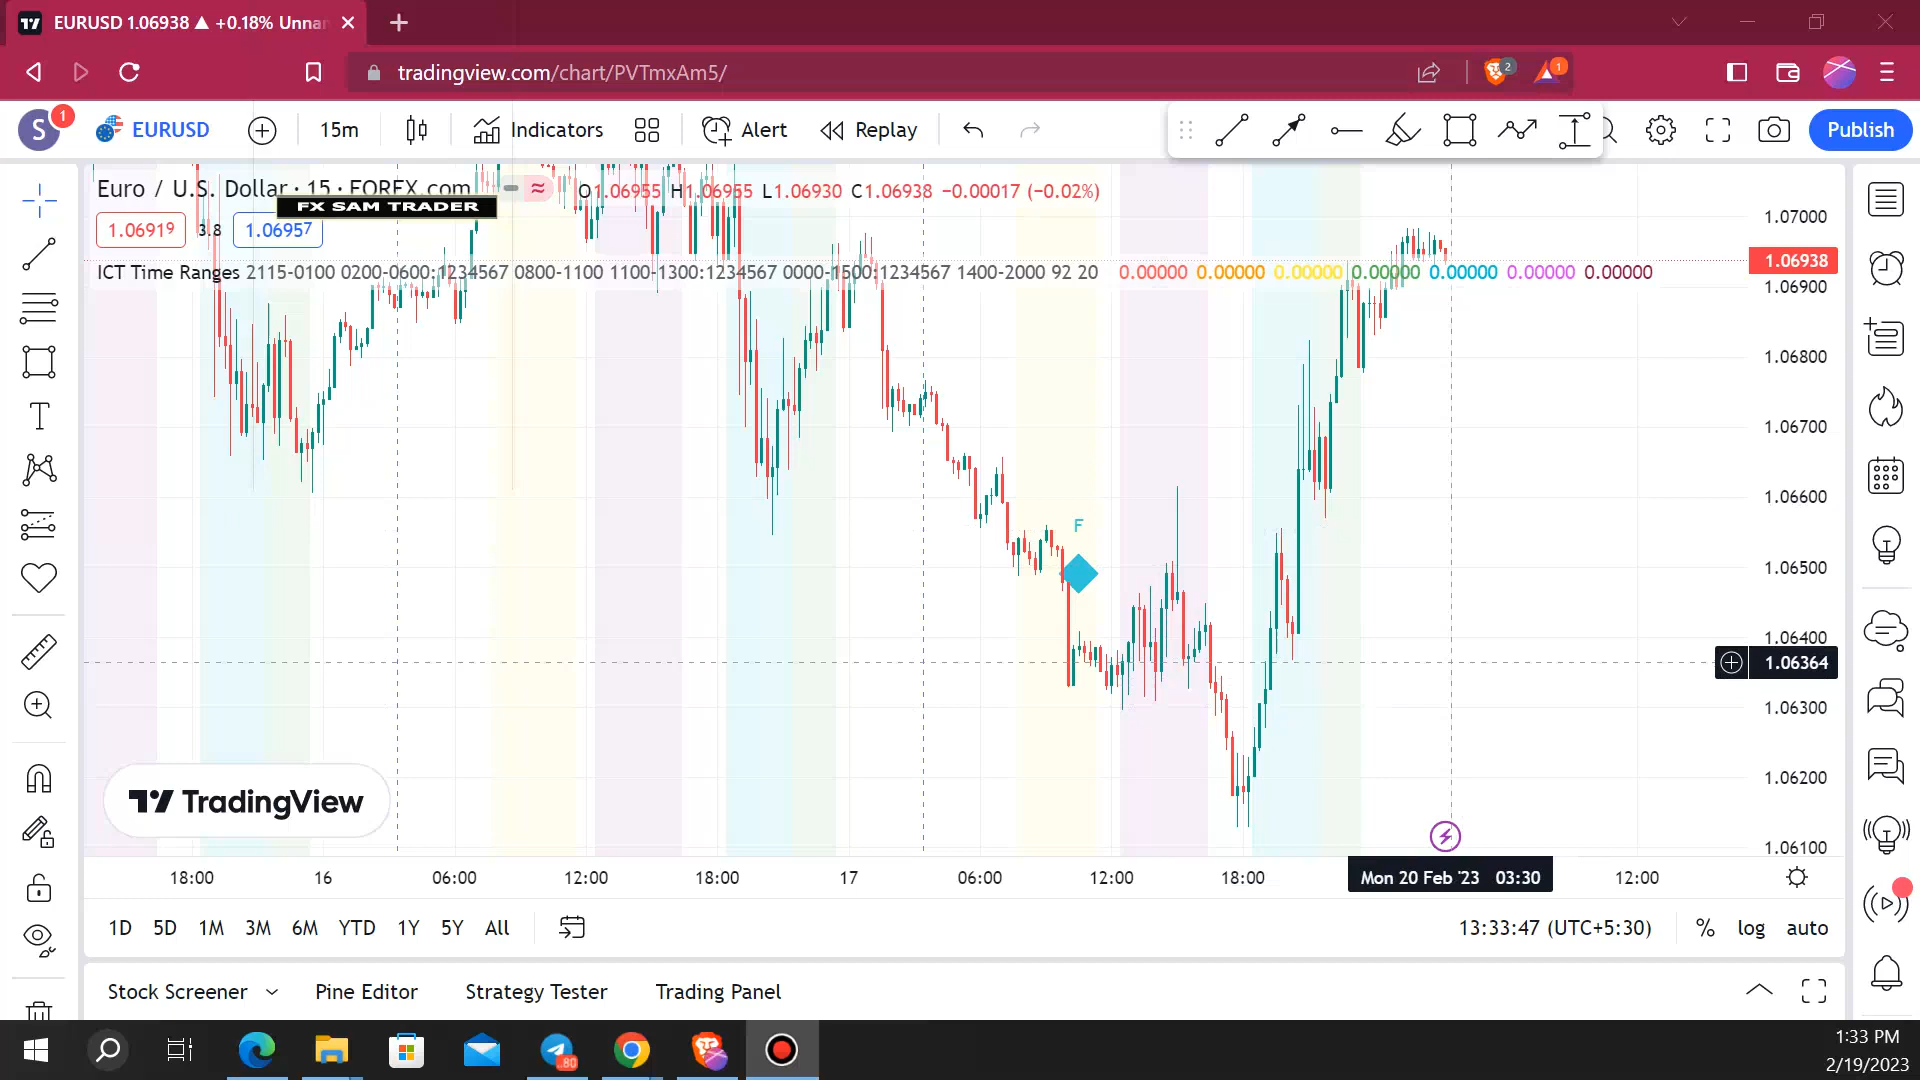 EURUSD 1.06938 ▲ +0.18% Unnar
tradingview.com/chart/PVTmxAm5/
2
1
S
1
EURUSD
15m
Indicators
Alert
Replay
Publish
Euro / U.S. Dollar · 15 · FOREX.com
O1.06955 H1.06955 L1.06930 C1.06938 −0.00017 (−0.02%)
FX SAM TRADER
1.06919
3.8
1.06957
ICT Time Ranges 2115-0100 0200-0600:1234567 0800-1100 1100-1300:1234567 0000-1500:1234567 1400-2000 92 20 0.00000 0.00000 0.00000 0.00000 0.00000 0.00000 0.00000
1.07000
1.06938
1.06900
1.06800
1.06700
1.06600
F
1.06500
1.06400
1.06364
1.06300
1.06200
1.06100
TradingView
18:00 16 06:00 12:00 18:00 17 06:00 12:00 18:00 Mon 20 Feb '23 03:30 12:00
1D 5D 1M 3M 6M YTD 1Y 5Y All
13:33:47 (UTC+5:30) % log auto
Stock Screener Pine Editor Strategy Tester Trading Panel
80
1:33 PM
2/19/2023